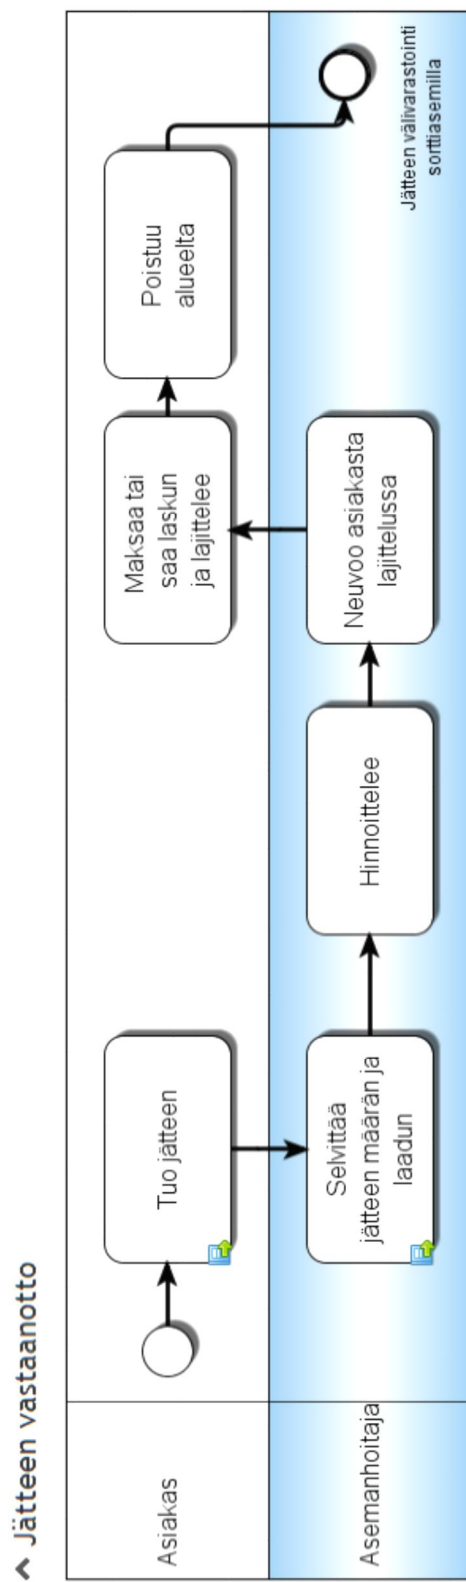 Jätteen vastaanotto
Asiakas
Tuo jätteen
Maksaa tai
saa laskun
ja lajittelee
Poistuu
alueelta
Asemanhoitaja
Selvittää
jätteen määrän ja
laadun
Hinnoittelee
Neuvoo asiakasta
lajittelussa
Jätteen välivarastointi
sorttiasemilla